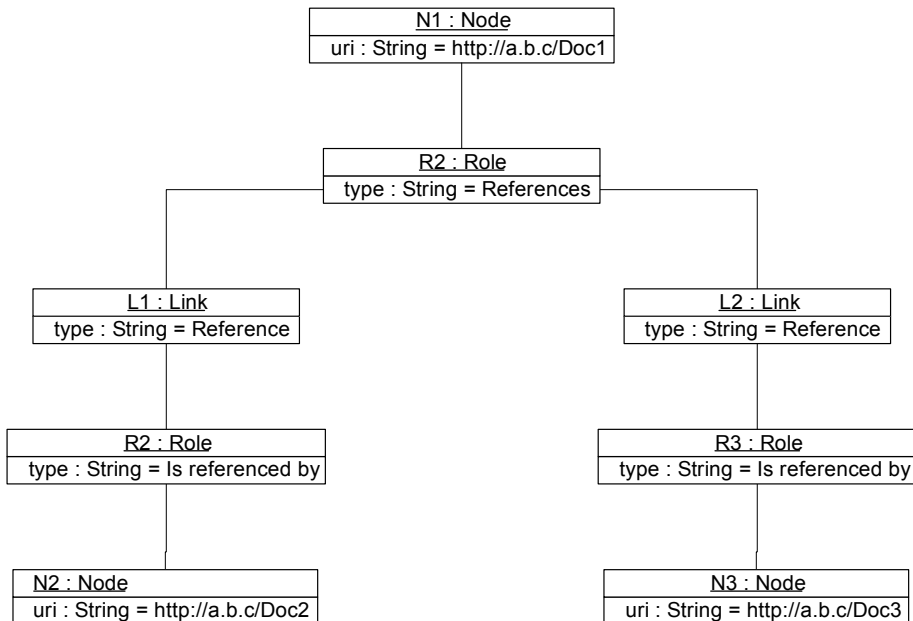 N1 : Node
uri : String = http://a.b.c/Doc1
R2 : Role
type : String = References
L1 : Link
type : String = Reference
L2 : Link
type : String = Reference
R2 : Role
type : String = Is referenced by
R3 : Role
type : String = Is referenced by
N2 : Node
uri : String = http://a.b.c/Doc2
N3 : Node
uri : String = http://a.b.c/Doc3